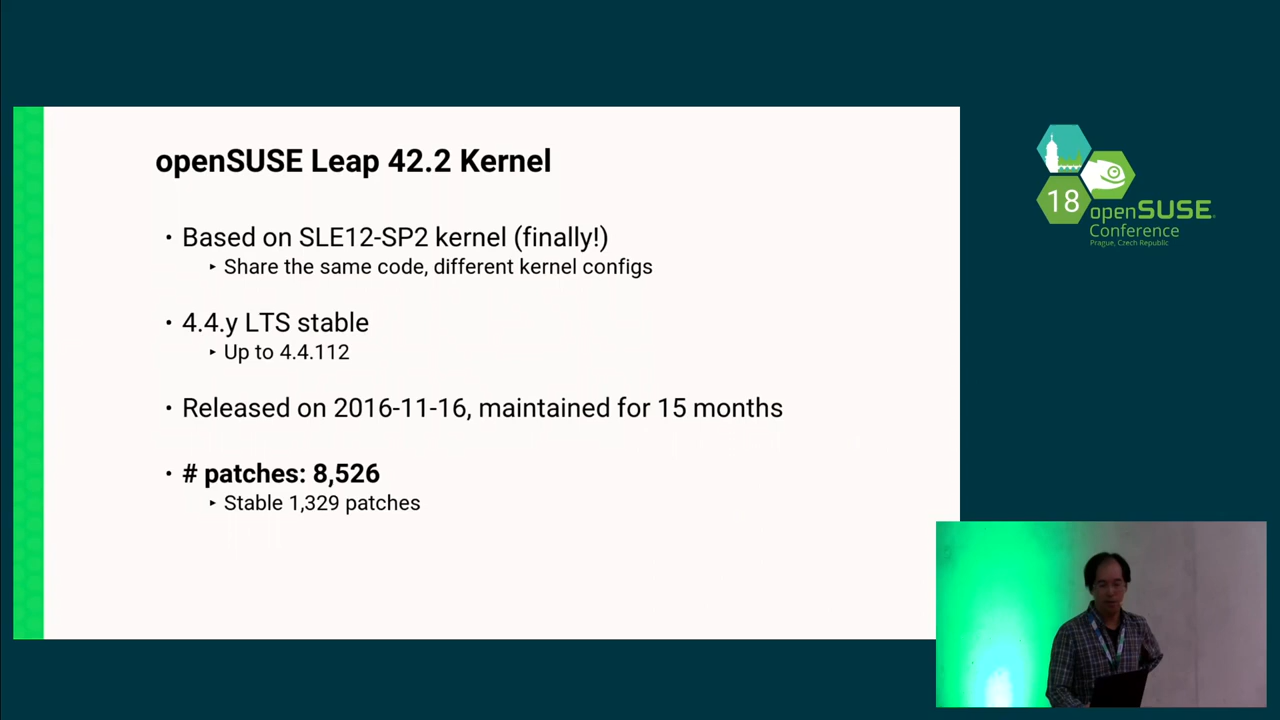 openSUSE Leap 42.2 Kernel
• Based on SLE12-SP2 kernel (finally!)
‣ Share the same code, different kernel configs
• 4.4.y LTS stable
‣ Up to 4.4.112
• Released on 2016-11-16, maintained for 15 months
• # patches: 8,526
‣ Stable 1,329 patches
18
openSUSE
Conference
Prague, Czech Republic